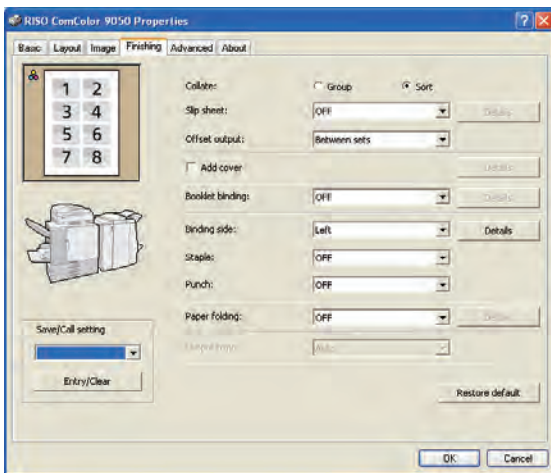 RISO ComColor 9050 Properties
Basic Layout Image Finishing Advanced About
1 2
3 4
5 6
7 8
Collate: Group Sort
Slip sheet: OFF Details
Offset output: Between sets
Add cover Details
Booklet binding: OFF Details
Binding side: Left Details
Staple: OFF
Punch: OFF
Paper folding: OFF Details
Output tray: Auto
Save/Call setting
Entry/Clear
Restore default
OK Cancel